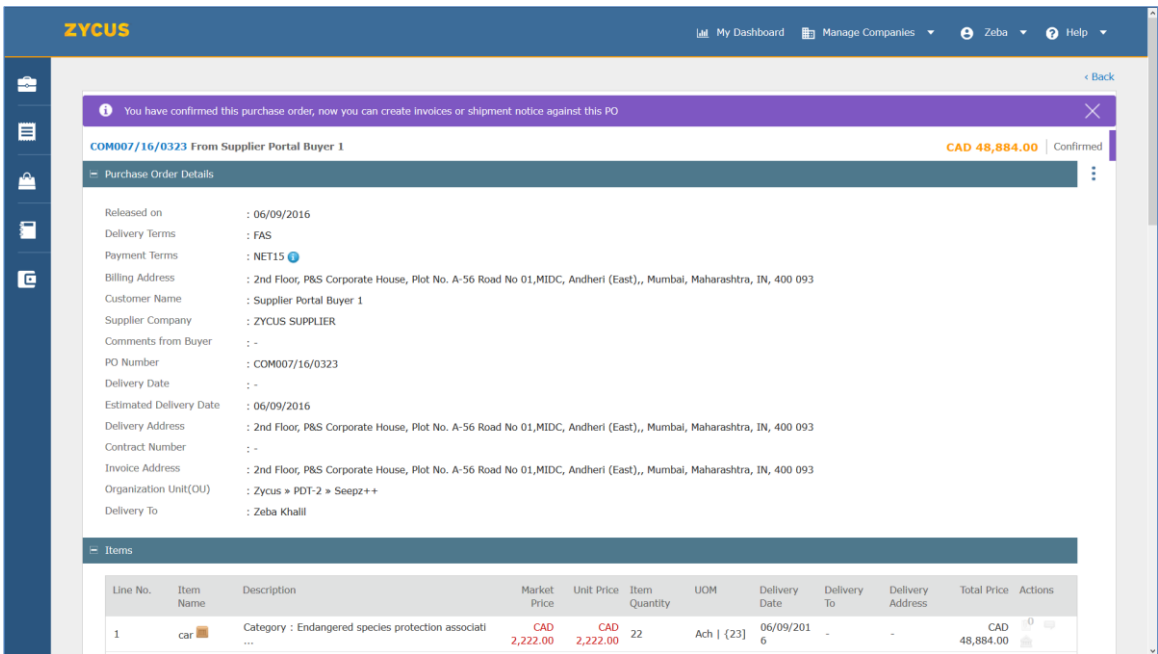 ZYCUS
My Dashboard Manage Companies Zeba Help
‹ Back
You have confirmed this purchase order, now you can create invoices or shipment notice against this PO
COM007/16/0323 From Supplier Portal Buyer 1 CAD 48,884.00 Confirmed
Purchase Order Details
Released on : 06/09/2016
Delivery Terms : FAS
Payment Terms : NET15
Billing Address : 2nd Floor, P&S Corporate House, Plot No. A-56 Road No 01,MIDC, Andheri (East),, Mumbai, Maharashtra, IN, 400 093
Customer Name : Supplier Portal Buyer 1
Supplier Company : ZYCUS SUPPLIER
Comments from Buyer : -
PO Number : COM007/16/0323
Delivery Date : -
Estimated Delivery Date : 06/09/2016
Delivery Address : 2nd Floor, P&S Corporate House, Plot No. A-56 Road No 01,MIDC, Andheri (East),, Mumbai, Maharashtra, IN, 400 093
Contract Number : -
Invoice Address : 2nd Floor, P&S Corporate House, Plot No. A-56 Road No 01,MIDC, Andheri (East),, Mumbai, Maharashtra, IN, 400 093
Organization Unit(OU) : Zycus » PDT-2 » Seepz++
Delivery To : Zeba Khalil
Items
Line No. Item Name Description Market Price Unit Price Item Quantity UOM Delivery Date Delivery To Delivery Address Total Price Actions
1 car Category : Endangered species protection associati ... CAD 2,222.00 CAD 2,222.00 22 Ach | {23} 06/09/2016 - - CAD 48,884.00 0